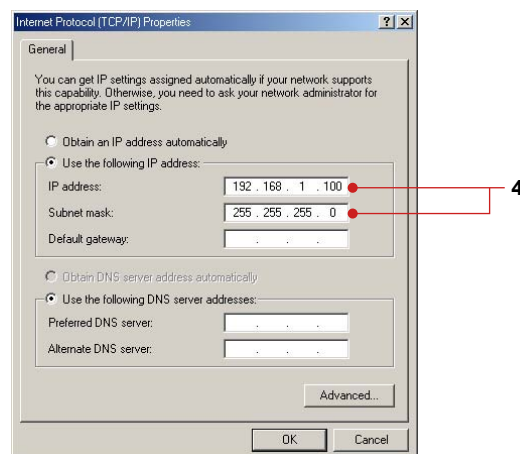 Internet Protocol (TCP/IP) Properties
General
You can get IP settings assigned automatically if your network supports
this capability. Otherwise, you need to ask your network administrator for
the appropriate IP settings.
Obtain an IP address automatically
Use the following IP address:
IP address: 192 . 168 . 1 . 100
4
Subnet mask: 255 . 255 . 255 . 0
Default gateway: . . .
Obtain DNS server address automatically
Use the following DNS server addresses:
Preferred DNS server: . . .
Alternate DNS server: . . .
Advanced...
OK Cancel